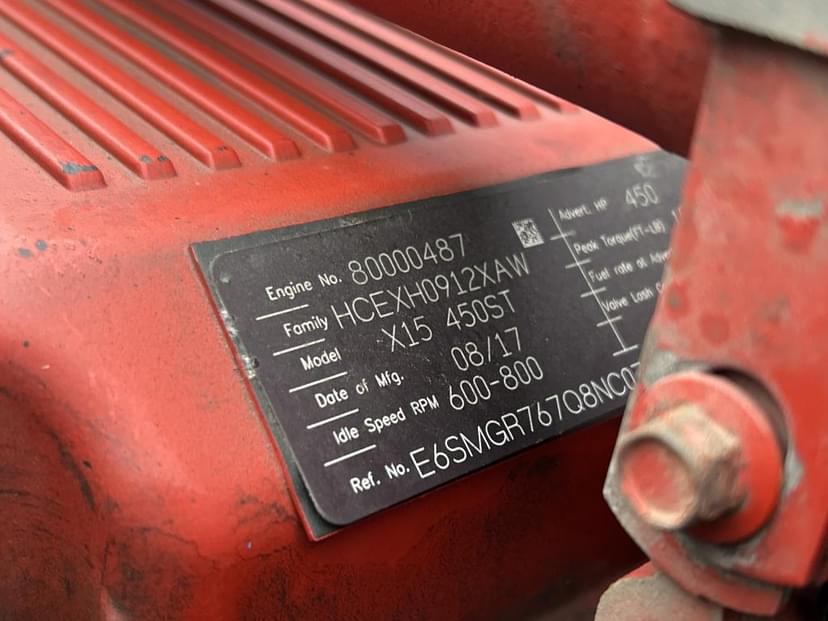 Engine No. 80000487
Family HCEXH0912XAW
Model X15 450ST
Date of Mfg. 08/17
Idle Speed RPM 600-800
Ref. No. E6SMGR767Q8NC0
Advert. HP 450
Peak Torque(FT-LB)
Fuel rate at
Valve Lash